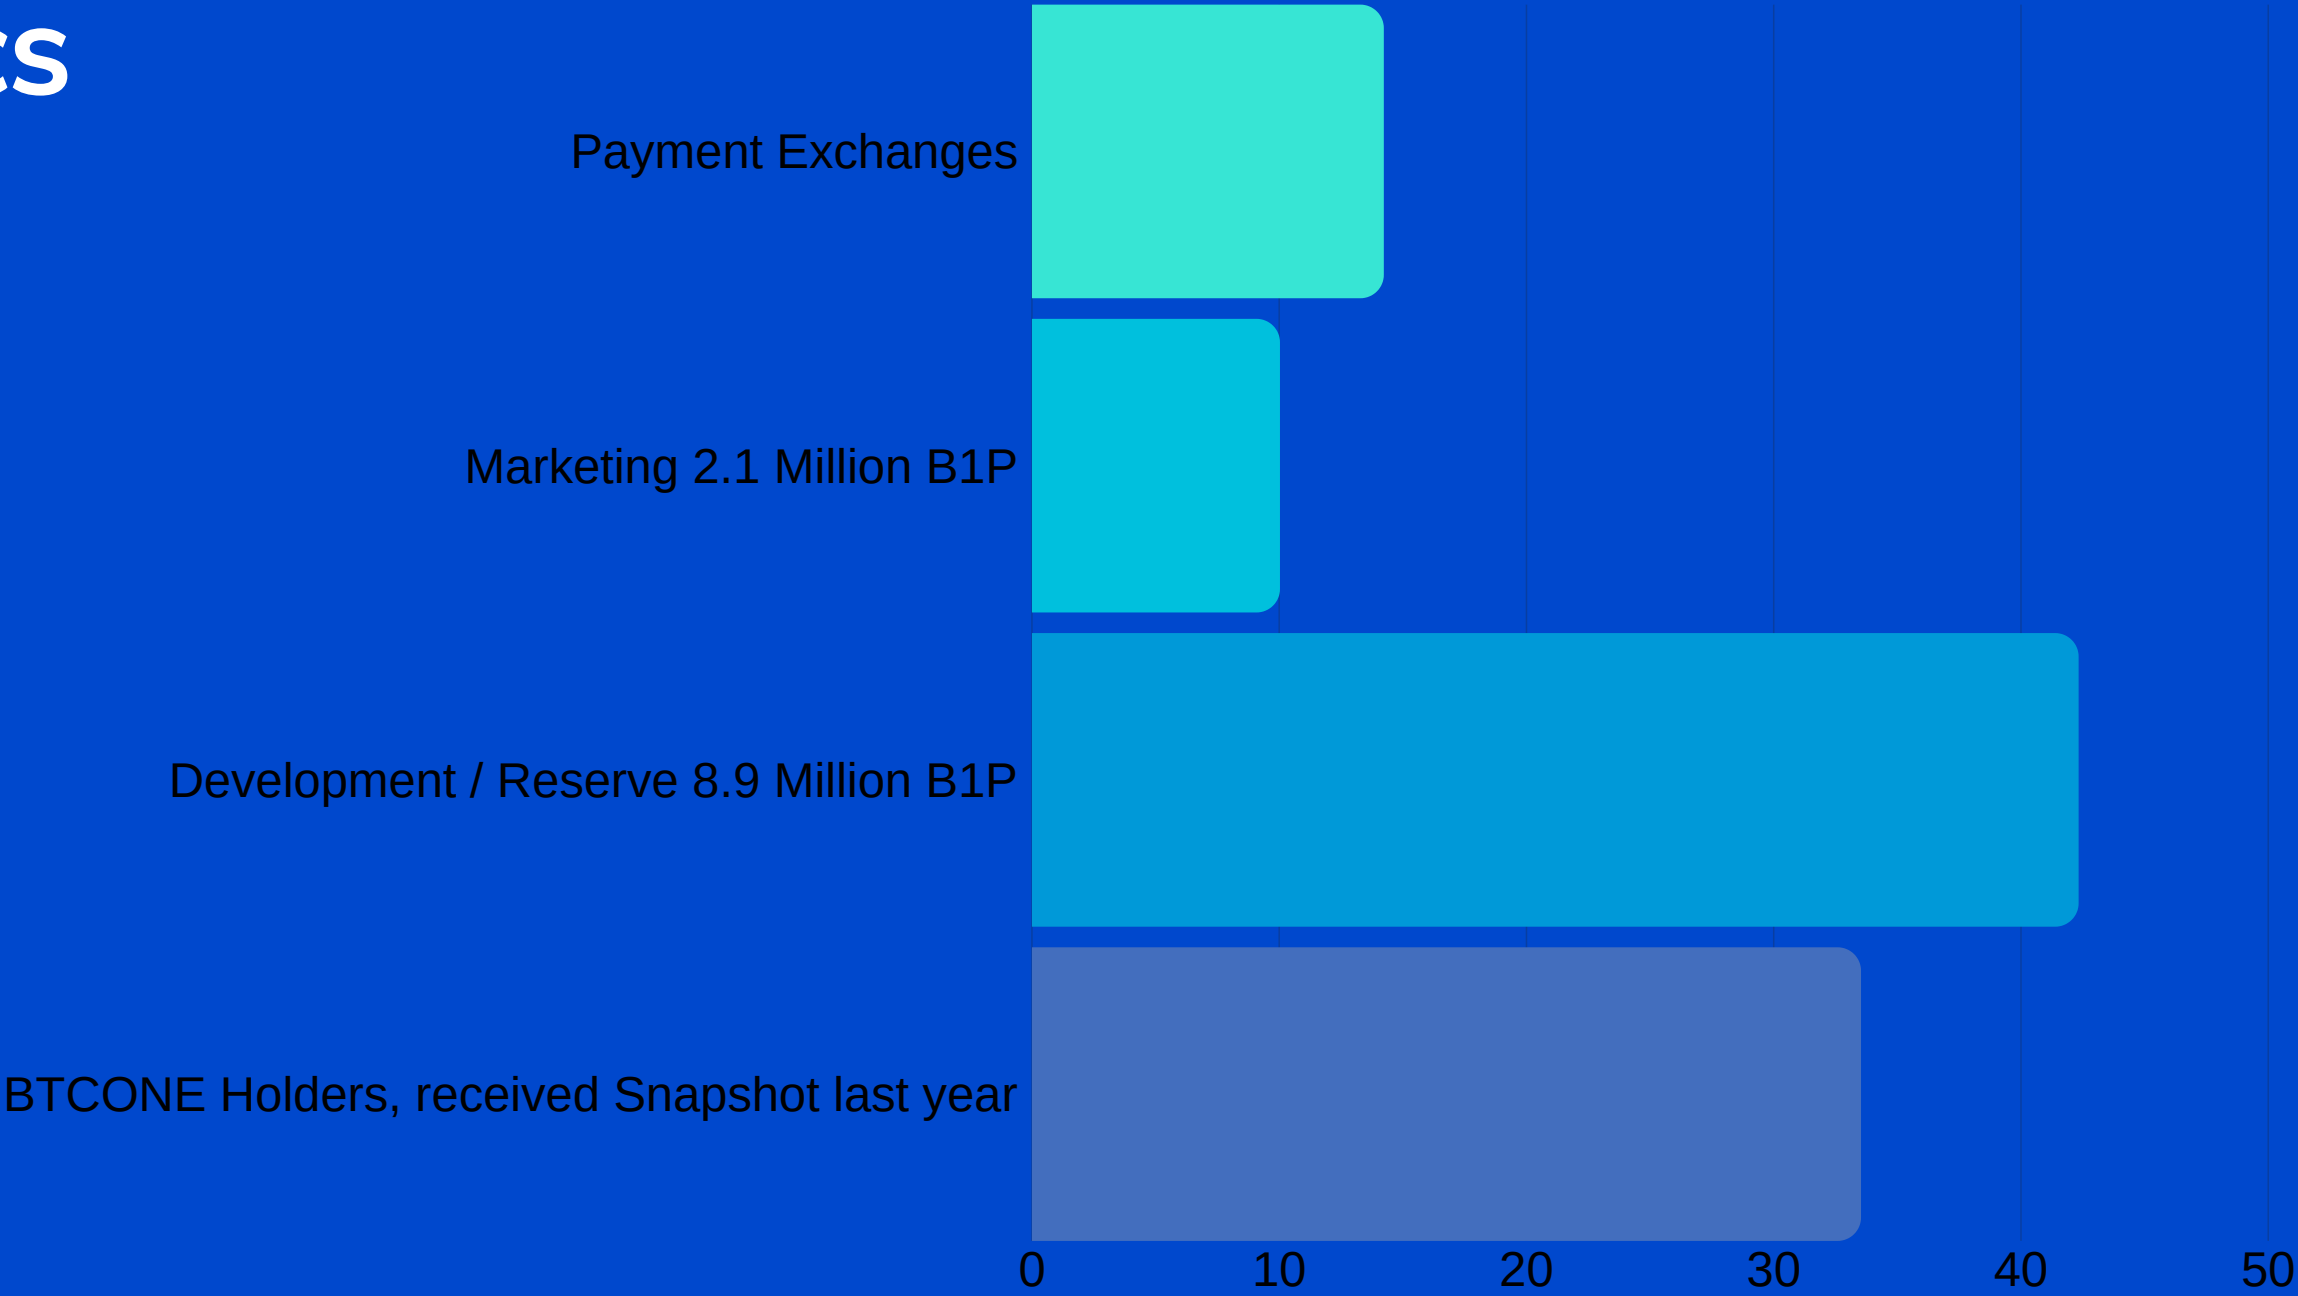 cs
Payment Exchanges
Marketing 2.1 Million B1P
Development / Reserve 8.9 Million B1P
BTCONE Holders, received Snapshot last year
0 10 20 30 40 50